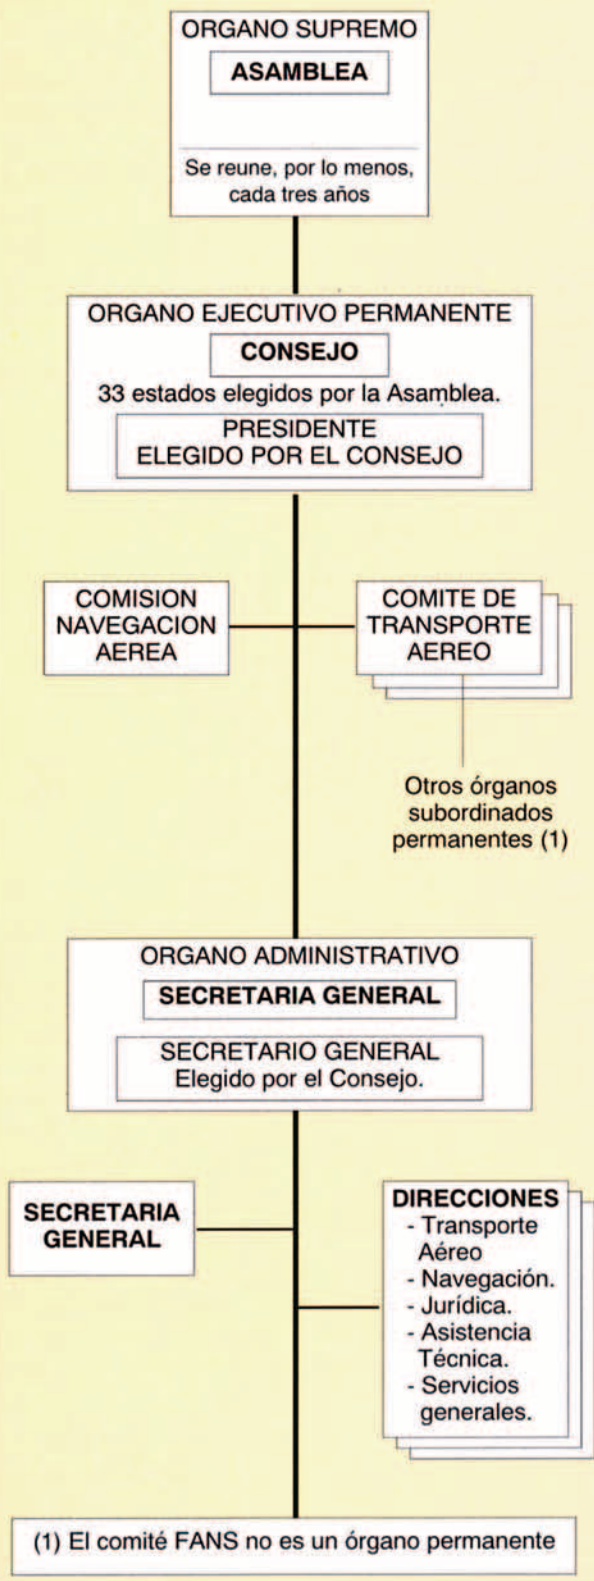 ORGANO SUPREMO
ASAMBLEA
Se reune, por lo menos,
cada tres años
ORGANO EJECUTIVO PERMANENTE
CONSEJO
33 estados elegidos por la Asamblea.
PRESIDENTE
ELEGIDO POR EL CONSEJO
COMISION
NAVEGACION
AEREA
COMITE DE
TRANSPORTE
AEREO
Otros órganos
subordinados
permanentes (1)
ORGANO ADMINISTRATIVO
SECRETARIA GENERAL
SECRETARIO GENERAL
Elegido por el Consejo.
SECRETARIA
GENERAL
DIRECCIONES
- Transporte
Aéreo
- Navegación.
- Jurídica.
- Asistencia
Técnica.
- Servicios
generales.
(1) El comité FANS no es un órgano permanente